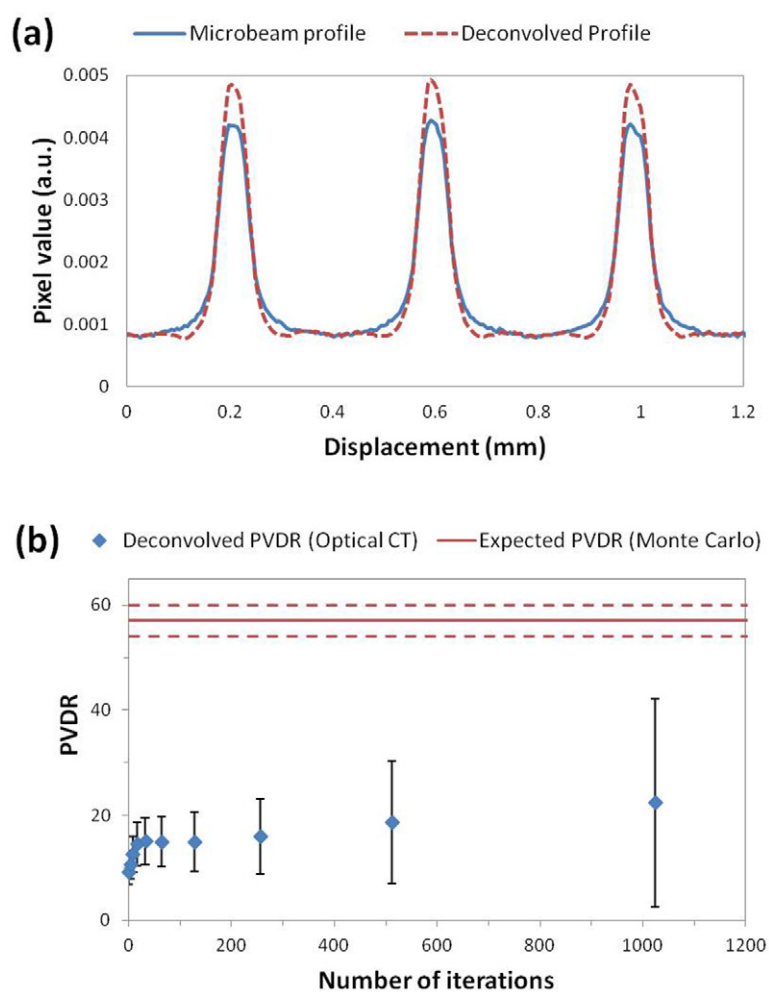 (a)
Microbeam profile
Deconvolved Profile
0.005
0.004
0.003
0.002
0.001
0
Pixel value (a.u.)
0 0.2 0.4 0.6 0.8 1 1.2
Displacement (mm)
(b)
Deconvolved PVDR (Optical CT)
Expected PVDR (Monte Carlo)
60
40
20
0
PVDR
0 200 400 600 800 1000 1200
Number of iterations